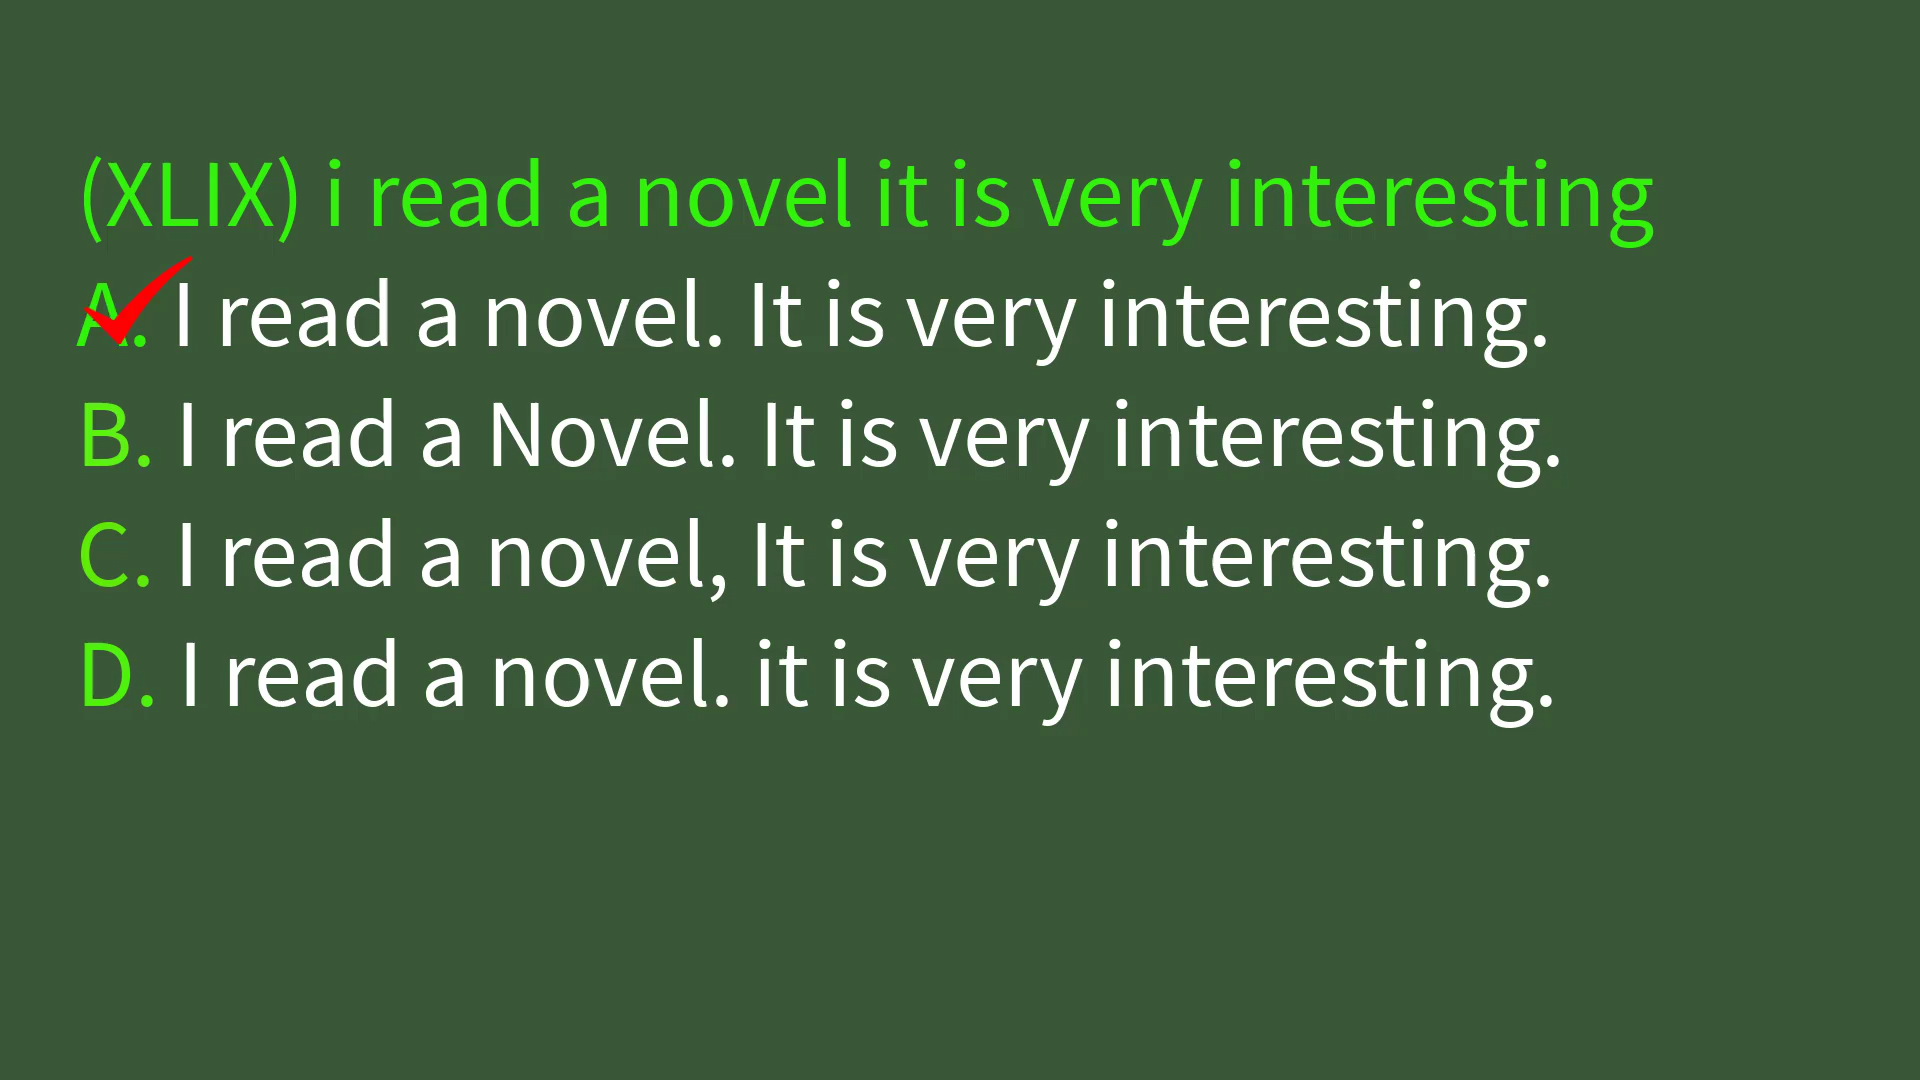 (XLIX) i read a novel it is very interesting
A. I read a novel. It is very interesting.
B. I read a Novel. It is very interesting.
C. I read a novel, It is very interesting.
D. I read a novel. it is very interesting.